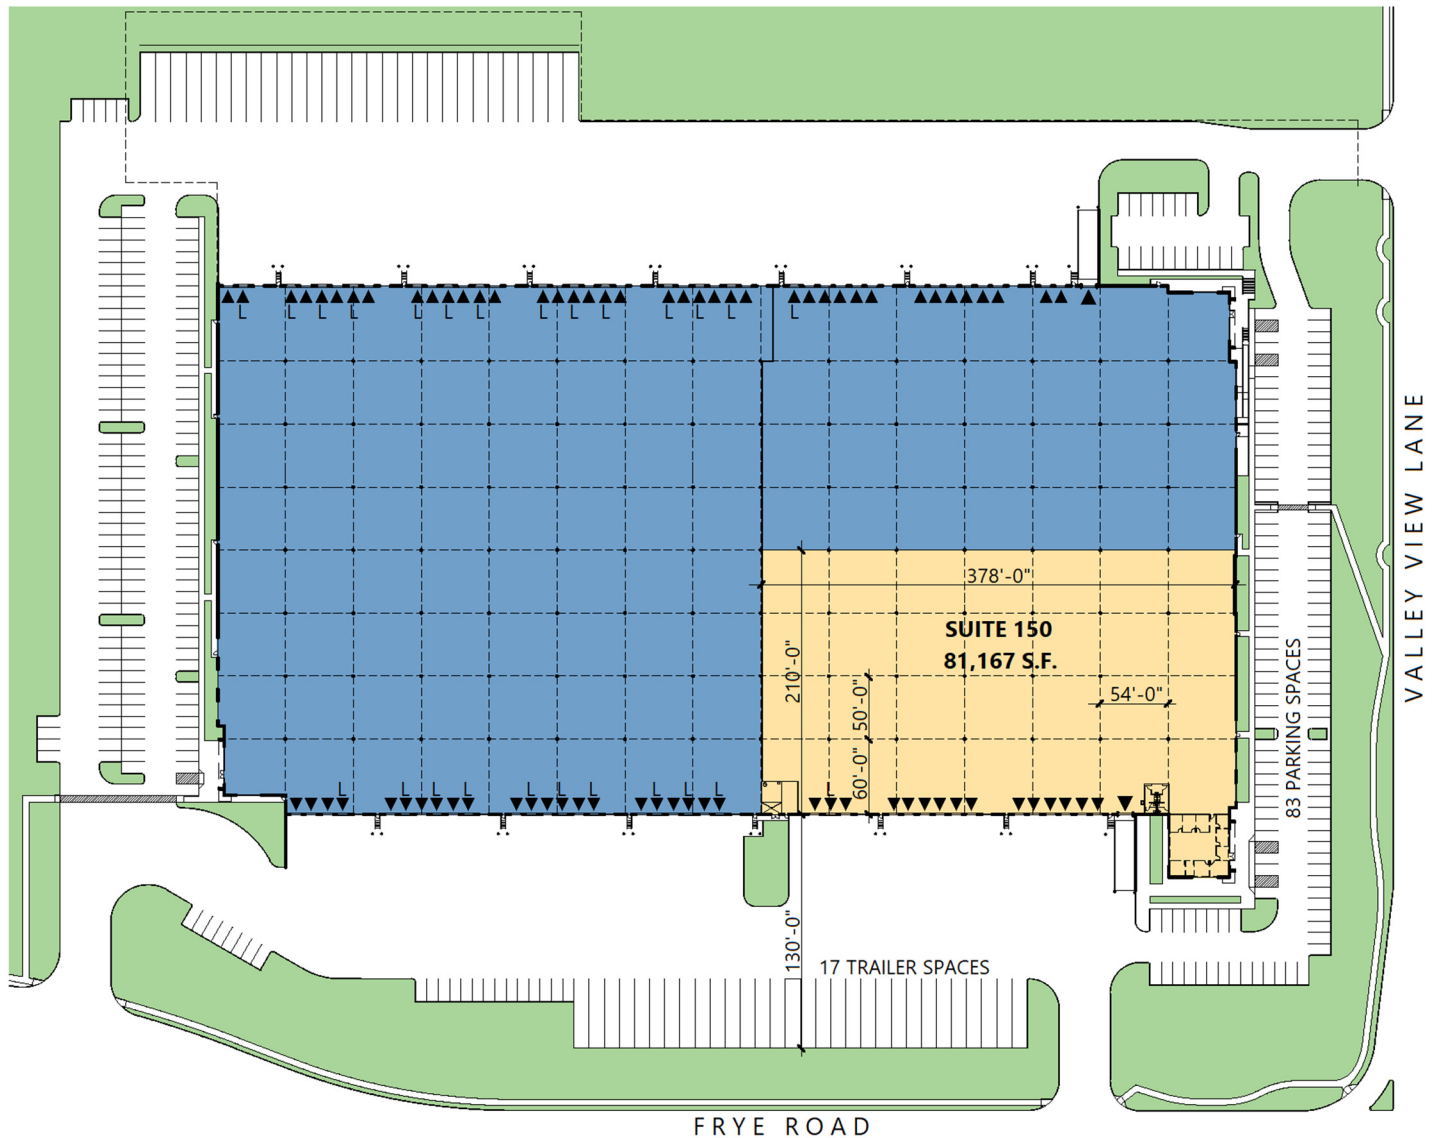 L L L L L L L L L L L L L L
378'-0"
SUITE 150
81,167 S.F.
210'-0"
50'-0"
54'-0"
60'-0"
L L L L L L L L L L L L
83 PARKING SPACES
VALLEY VIEW LANE
130'-0"
17 TRAILER SPACES
FRYE ROAD